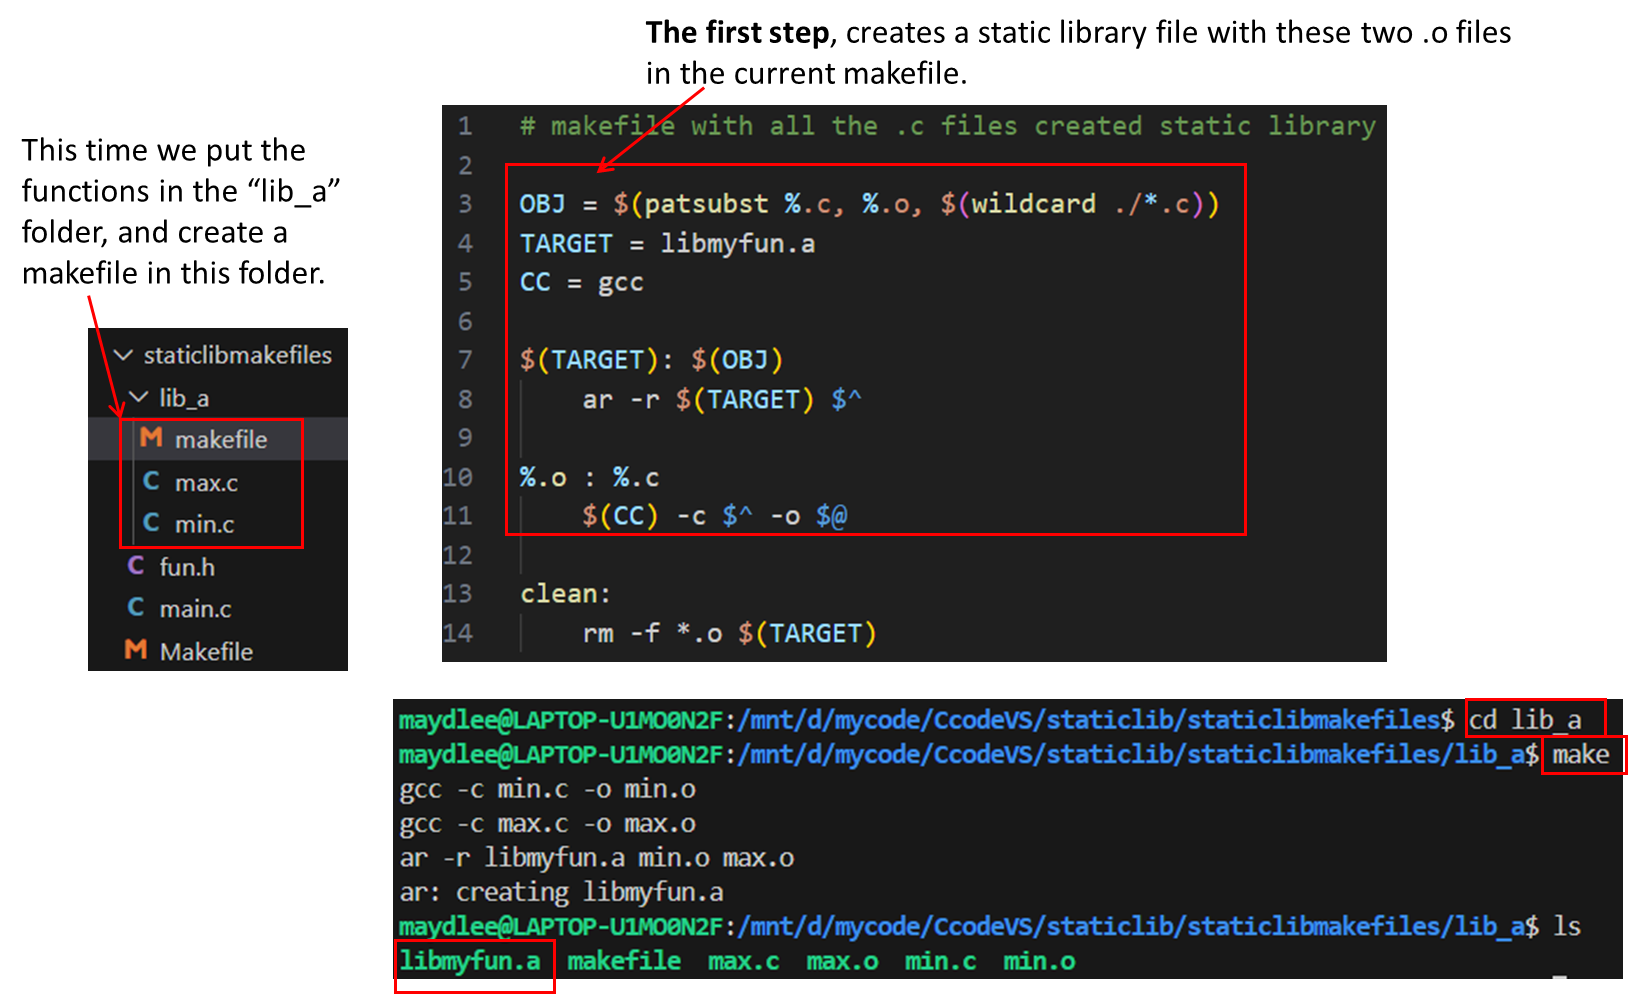 The first step, creates a static library file with these two .o files
in the current makefile.
This time we put the
functions in the “lib_a”
folder, and create a
makefile in this folder.
staticlibmakefiles
lib_a
M makefile
C max.c
C min.c
C fun.h
C main.c
M Makefile
1 # makefile with all the .c files created static library
2
3 OBJ = $(patsubst %.c, %.o, $(wildcard ./*.c))
4 TARGET = libmyfun.a
5 CC = gcc
6
7 $(TARGET): $(OBJ)
8 ar -r $(TARGET) $^
9
10 %.o : %.c
11 $(CC) -c $^ -o $@
12
13 clean:
14 rm -f *.o $(TARGET)
maydlee@LAPTOP-U1MO0N2F:/mnt/d/mycode/CcodeVS/staticlib/staticlibmakefiles$ cd lib_a
maydlee@LAPTOP-U1MO0N2F:/mnt/d/mycode/CcodeVS/staticlib/staticlibmakefiles/lib_a$ make
gcc -c min.c -o min.o
gcc -c max.c -o max.o
ar -r libmyfun.a min.o max.o
ar: creating libmyfun.a
maydlee@LAPTOP-U1MO0N2F:/mnt/d/mycode/CcodeVS/staticlib/staticlibmakefiles/lib_a$ ls
libmyfun.a makefile max.c max.o min.c min.o